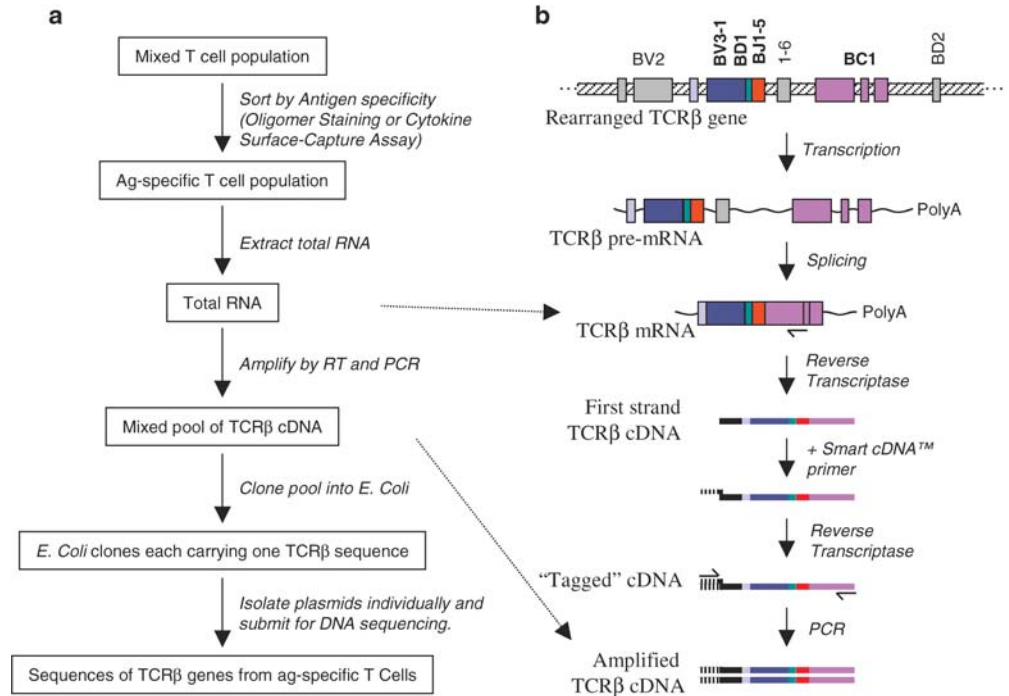 a
Mixed T cell population
Sort by Antigen specificity
(Oligomer Staining or Cytokine
Surface-Capture Assay)
Ag-specific T cell population
Extract total RNA
Total RNA
Amplify by RT and PCR
Mixed pool of TCRβ cDNA
Clone pool into E. Coli
E. Coli clones each carrying one TCRβ sequence
Isolate plasmids individually and
submit for DNA sequencing.
Sequences of TCRβ genes from ag-specific T Cells
b
BV2
BV3-1
BD1
BJ1-5
1-6
BC1
BD2
Rearranged TCRβ gene
Transcription
PolyA
TCRβ pre-mRNA
Splicing
PolyA
TCRβ mRNA
Reverse
Transcriptase
First strand
TCRβ cDNA
+ Smart cDNA™
primer
Reverse
Transcriptase
“Tagged” cDNA
PCR
Amplified
TCRβ cDNA